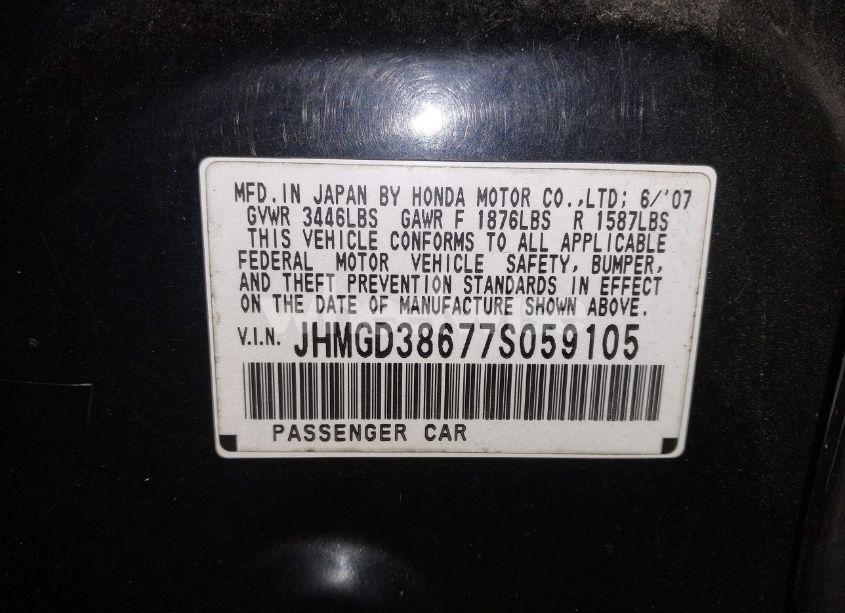 MFD.IN JAPAN BY HONDA MOTOR CO.,LTD; 6/'07
GVWR 3446LBS GAWR F 1876LBS R 1587LBS
THIS VEHICLE CONFORMS TO ALL APPLICABLE
FEDERAL MOTOR VEHICLE SAFETY, BUMPER,
AND THEFT PREVENTION STANDARDS IN EFFECT
ON THE DATE OF MANUFACTURE SHOWN ABOVE.
V.I.N. JHMGD38677S059105
PASSENGER CAR